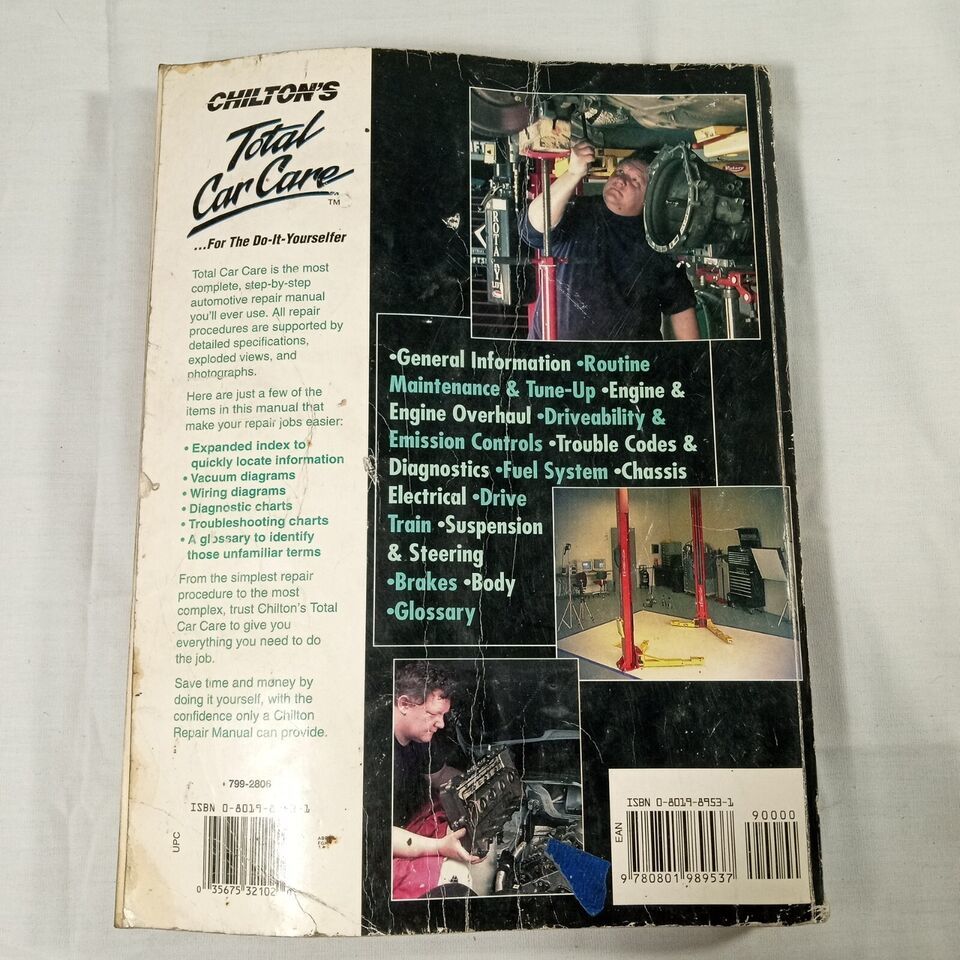 CHILTON'S
Total
Car Care
TM
...For The Do-It-Yourselfer
Total Car Care is the most
complete, step-by-step
automotive repair manual
you'll ever use. All repair
procedures are supported by
detailed specifications,
exploded views, and
photographs.
Here are just a few of the
items in this manual that
make your repair jobs easier:
• Expanded index to
quickly locate information
• Vacuum diagrams
• Wiring diagrams
• Diagnostic charts
• Troubleshooting charts
• A glossary to identify
those unfamiliar terms
From the simplest repair
procedure to the most
complex, trust Chilton's Total
Car Care to give you
everything you need to do
the job.
Save time and money by
doing it yourself, with the
confidence only a Chilton
Repair Manual can provide.
799-2806
ISBN 0-8019-8953-1
UPC
0 35675 32102
ROTARY
LIFT
•General Information •Routine
Maintenance & Tune-Up •Engine &
Engine Overhaul •Driveability &
Emission Controls •Trouble Codes &
Diagnostics •Fuel System •Chassis
Electrical •Drive
Train •Suspension
& Steering
•Brakes •Body
•Glossary
ISBN 0-8019-8953-1
90000
EAN
9 780801 989537